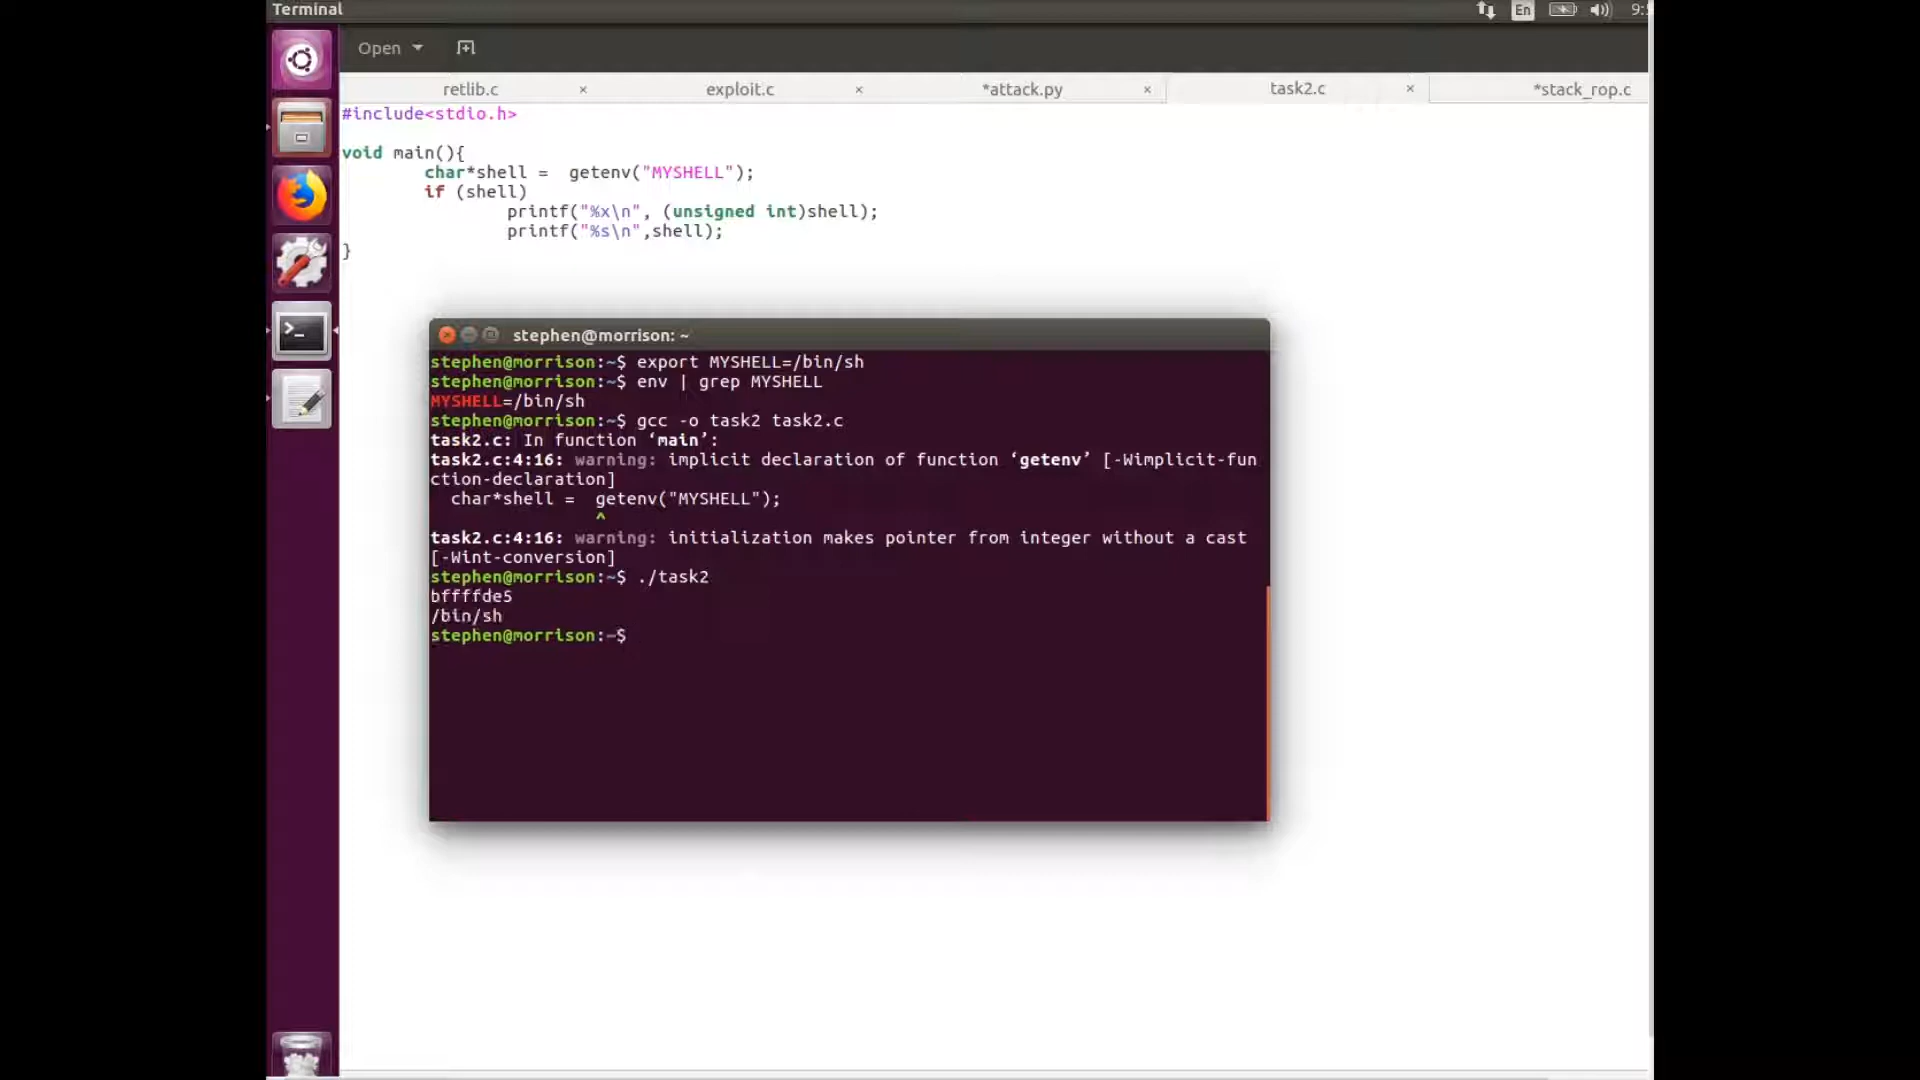 Terminal
En
Open
retlib.c × exploit.c × *attack.py × task2.c × *stack_rop.c
#include<stdio.h>
void main(){
char*shell =  getenv("MYSHELL");
if (shell)
printf("%x\n", (unsigned int)shell);
printf("%s\n",shell);
}
stephen@morrison: ~
stephen@morrison:~$ export MYSHELL=/bin/sh
stephen@morrison:~$ env | grep MYSHELL
MYSHELL=/bin/sh
stephen@morrison:~$ gcc -o task2 task2.c
task2.c: In function ‘main’:
task2.c:4:16: warning: implicit declaration of function ‘getenv’ [-Wimplicit-fun
ction-declaration]
char*shell =  getenv("MYSHELL");
^
task2.c:4:16: warning: initialization makes pointer from integer without a cast
[-Wint-conversion]
stephen@morrison:~$ ./task2
bffffde5
/bin/sh
stephen@morrison:~$